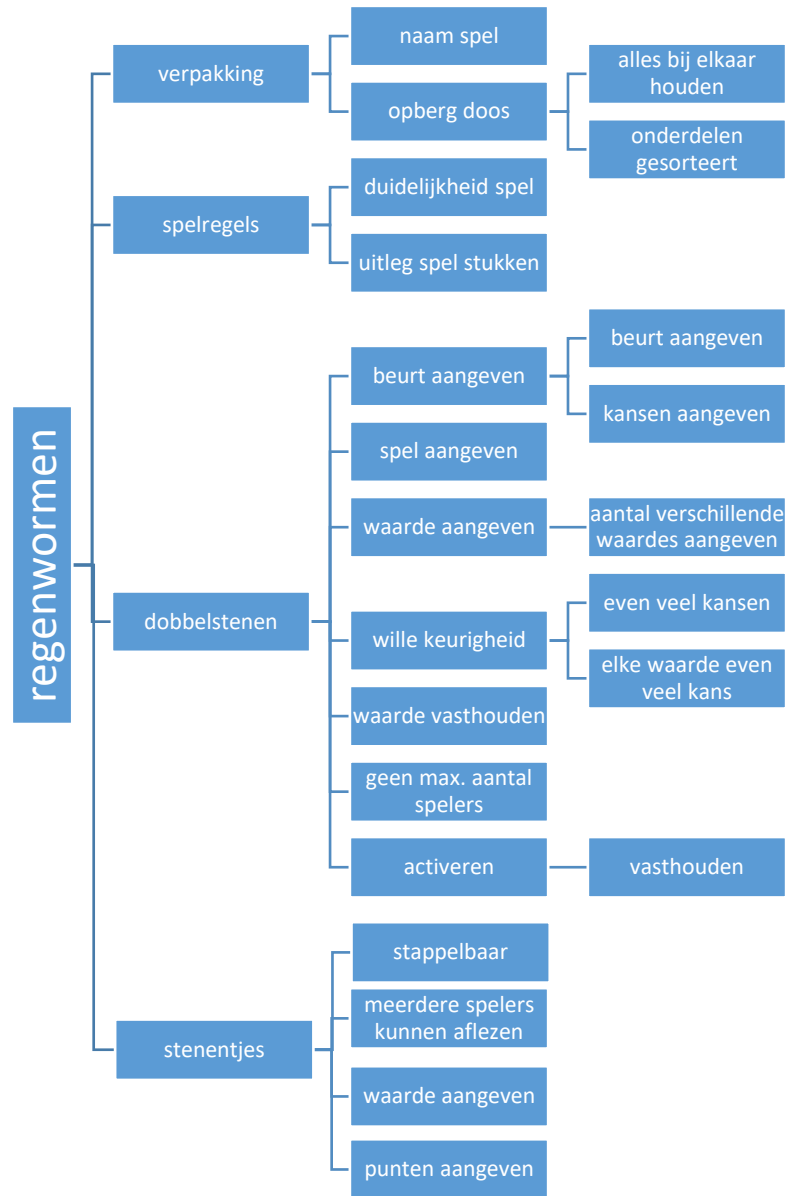 regenwormen
verpakking
naam spel
opberg doos
alles bij elkaar
houden
onderdelen
gesorteert
spelregels
duidelijkheid spel
uitleg spel stukken
dobbelstenen
beurt aangeven
beurt aangeven
kansen aangeven
spel aangeven
waarde aangeven
aantal verschillende
waardes aangeven
wille keurigheid
even veel kansen
elke waarde even
veel kans
waarde vasthouden
geen max. aantal
spelers
activeren
vasthouden
stenentjes
stappelbaar
meerdere spelers
kunnen aflezen
waarde aangeven
punten aangeven